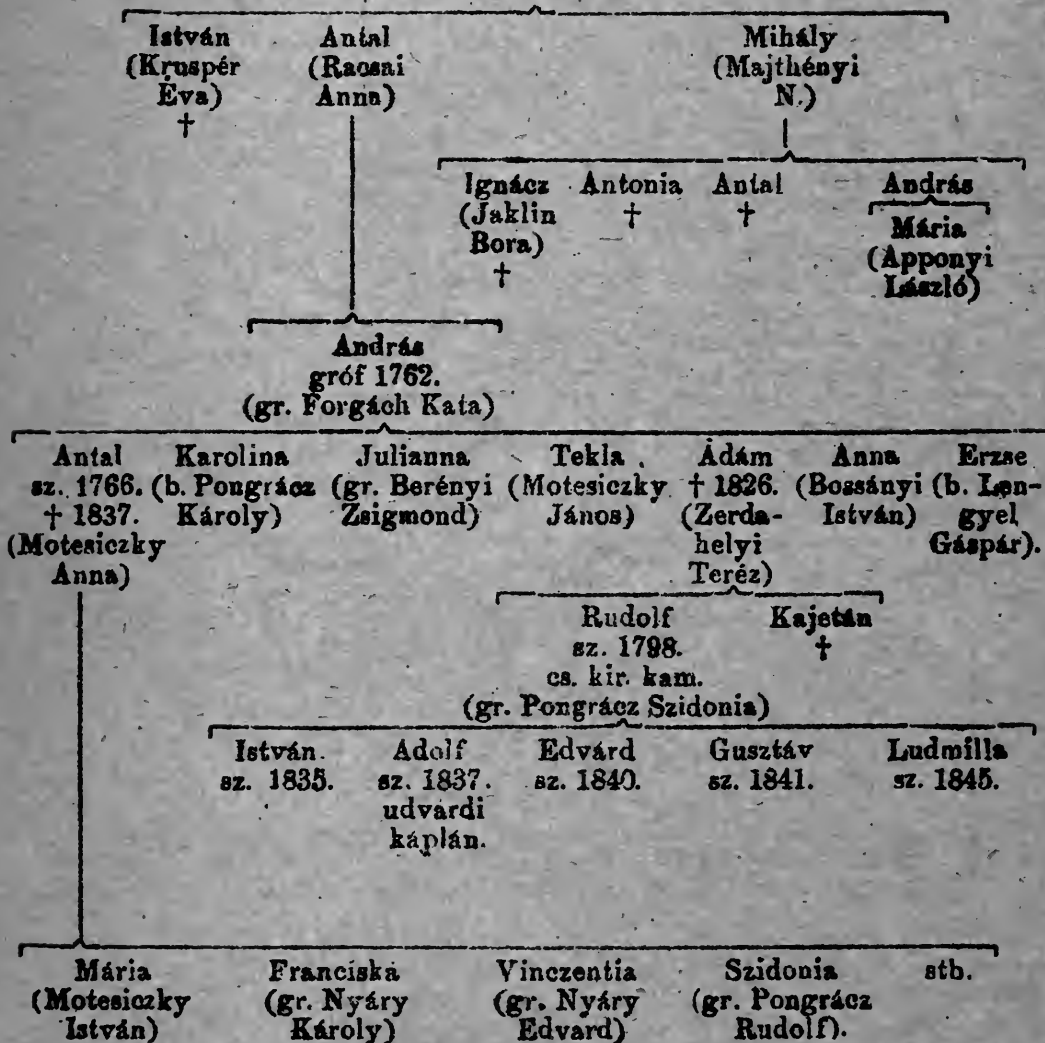 István Antal Mihály
(Kruspér (Racsai (Majthényi
Éva) Anna) N.)
†
Ignácz Antonia Antal András
(Jaklin † † Mária
Bora) (Apponyi
† László)
András
gróf 1762.
(gr. Forgách Kata)
Antal Karolina Julianna Tekla Ádám Anna Erzse
sz. 1766. (b. Pongrácz (gr. Berényi (Motesiczky † 1826. (Bossányi (b. Len-
† 1837. Károly) Zsigmond) János) (Zerda- István) gyel
(Motesiczky helyi Gáspár).
Anna) Teréz)
Rudolf Kajetán
sz. 1798. †
cs. kir. kam.
(gr. Pongrácz Szidonia)
István. Adolf Edvárd Gusztáv Ludmilla
sz. 1835. sz. 1837. sz. 1840. sz. 1841. sz. 1845.
udvardi
káplán.
Mária Franciska Vinczentia Szidonia stb.
(Motesiczky (gr. Nyáry (gr. Nyáry (gr. Pongrácz
István) Károly) Edvard) Rudolf).